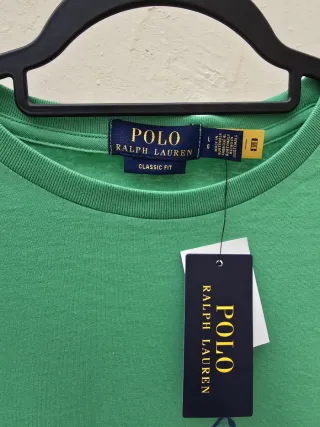 POLO
RALPH LAUREN
CLASSIC FIT
POLO
RALPH LAUREN